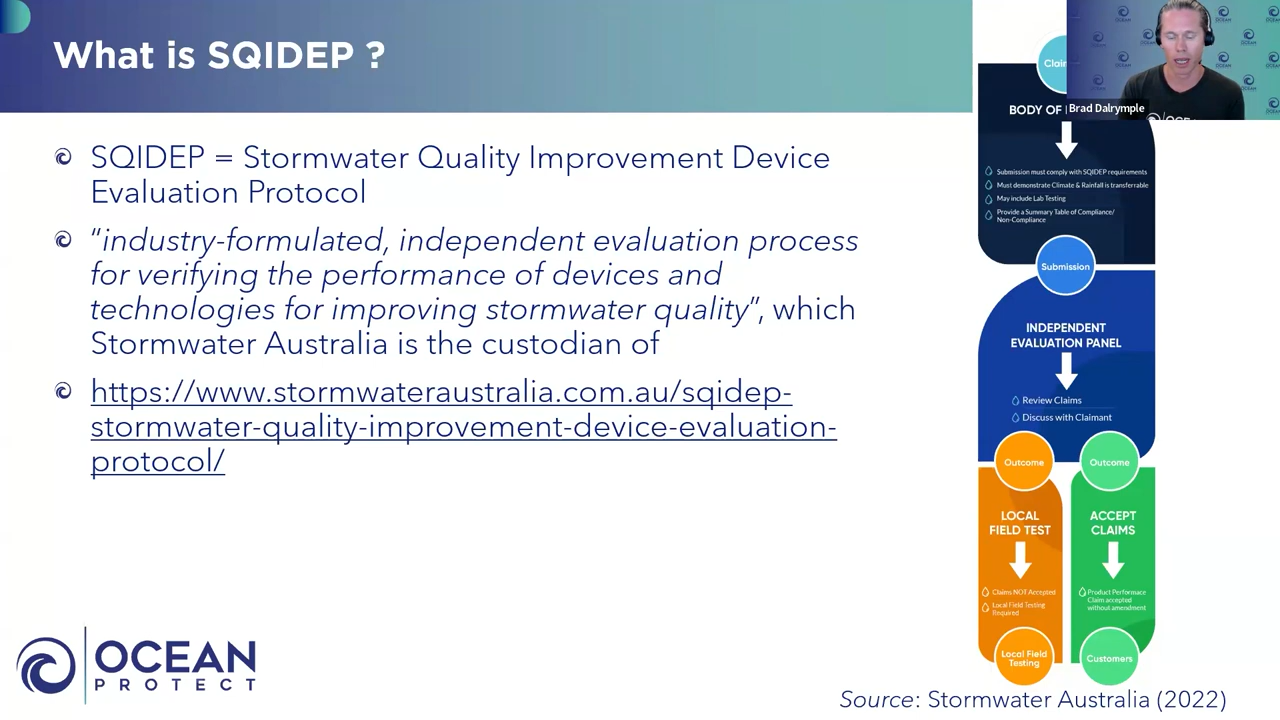 What is SQIDEP ?
SQIDEP = Stormwater Quality Improvement Device
Evaluation Protocol
“industry-formulated, independent evaluation process
for verifying the performance of devices and
technologies for improving stormwater quality”, which
Stormwater Australia is the custodian of
https://www.stormwateraustralia.com.au/sqidep-
stormwater-quality-improvement-device-evaluation-
protocol/
BODY OF
Brad Dalrymple
Submission must comply with SQIDEP requirements
Must demonstrate Climate & Rainfall is transferrable
May include Lab Testing
Provide a Summary Table of Compliance/
Non-Compliance
Submission
INDEPENDENT
EVALUATION PANEL
Review Claims
Discuss with Claimant
Outcome
LOCAL
FIELD TEST
Claims NOT Accepted
Local Field Testing
Required
Local Field
Testing
Outcome
ACCEPT
CLAIMS
Product Performace
Claim accepted
without amendment
Customers
OCEAN
PROTECT
Source: Stormwater Australia (2022)